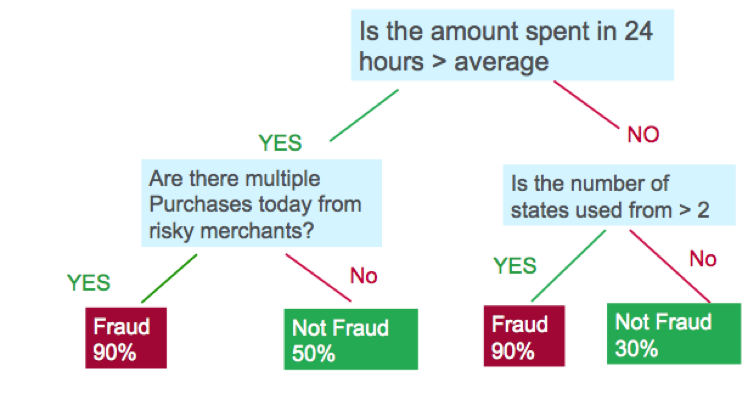 Is the amount spent in 24
hours > average
YES
NO
Are there multiple
Purchases today from
risky merchants?
Is the number of
states used from > 2
YES
No
YES
No
Fraud
90%
Not Fraud
50%
Fraud
90%
Not Fraud
30%